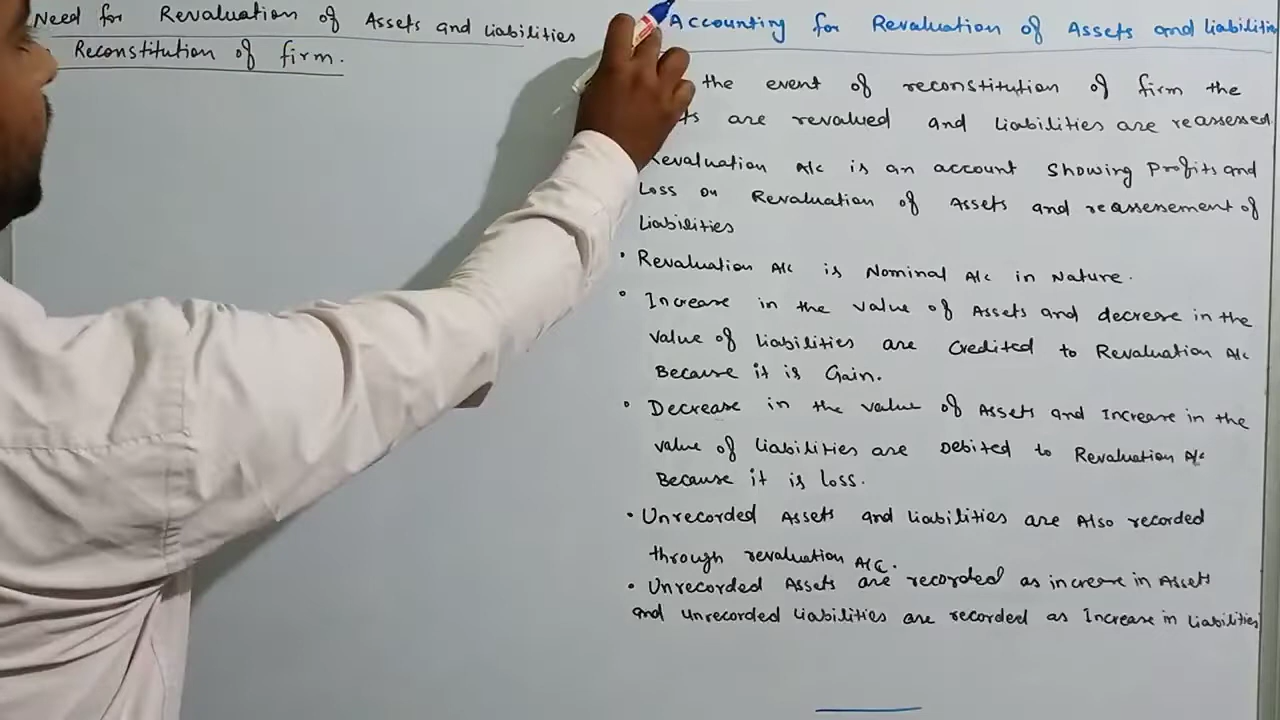 Need for Revaluation of Assets and Liabilities
Reconstitution of firm.
Accounting for Revaluation of Assets and Liabilities
the event of reconstitution of firm the
are revalued and Liabilities are reassessed
Revaluation A/c is an account Showing Profits and
Loss on Revaluation of Assets and reassenement of
Liabilities
• Revaluation A/c is Nominal A/c in Nature.
• Increase in the value of Assets and decrease in the
value of liabilities are Credited to Revaluation A/c
Because it is Gain.
• Decrease in the value of Assets and Increase in the
value of Liabilities are Debited to Revaluation A/c
Because it is loss.
• Unrecorded Assets and Liabilities are Also recorded
through revaluation A/C.
• Unrecorded Assets are recorded as increase in Assets
and Unrecorded Liabilities are recorded as Increase in Liabilities